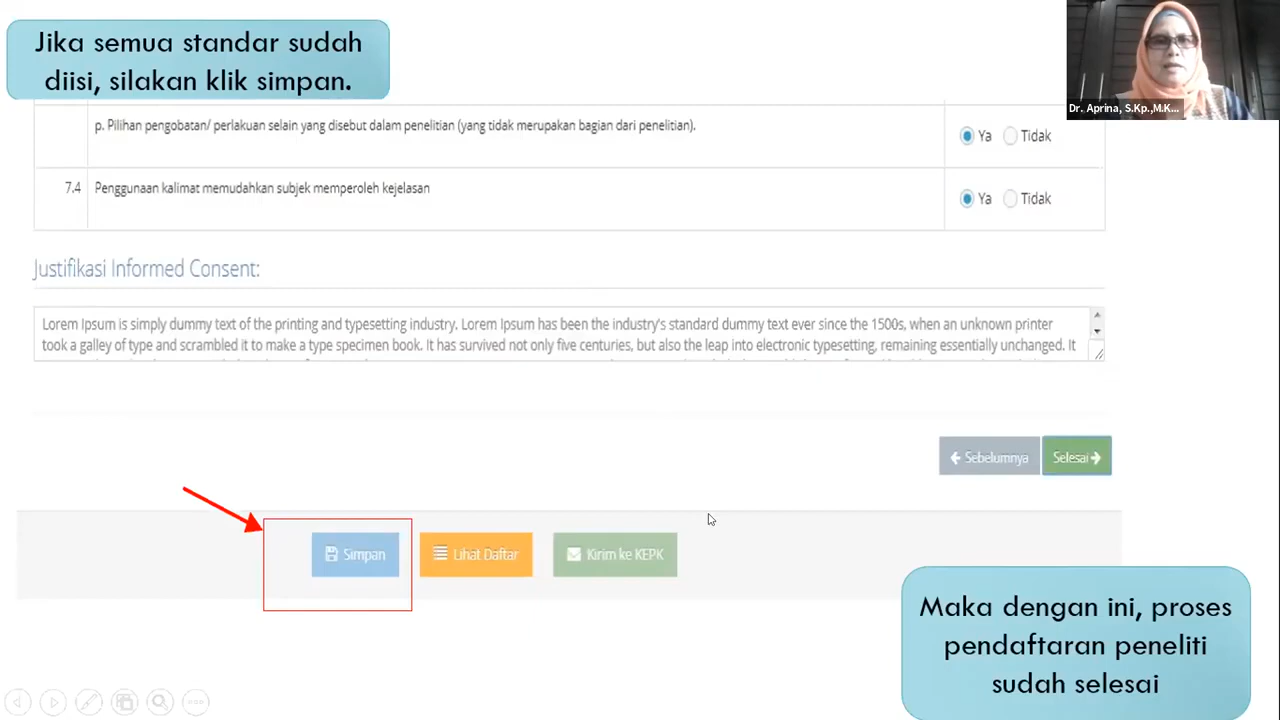 Jika semua standar sudah
diisi, silakan klik simpan.
Dr. Aprina, S.Kp.,M.K...
p. Pilihan pengobatan/ perlakuan selain yang disebut dalam penelitian (yang tidak merupakan bagian dari penelitian).
Ya Tidak
7.4 Penggunaan kalimat memudahkan subjek memperoleh kejelasan
Ya Tidak
Justifikasi Informed Consent:
Lorem Ipsum is simply dummy text of the printing and typesetting industry. Lorem Ipsum has been the industry's standard dummy text ever since the 1500s, when an unknown printer
took a galley of type and scrambled it to make a type specimen book. It has survived not only five centuries, but also the leap into electronic typesetting, remaining essentially unchanged. It
Sebelumnya Selesai
Simpan Lihat Daftar Kirim ke KEPK
Maka dengan ini, proses
pendaftaran peneliti
sudah selesai